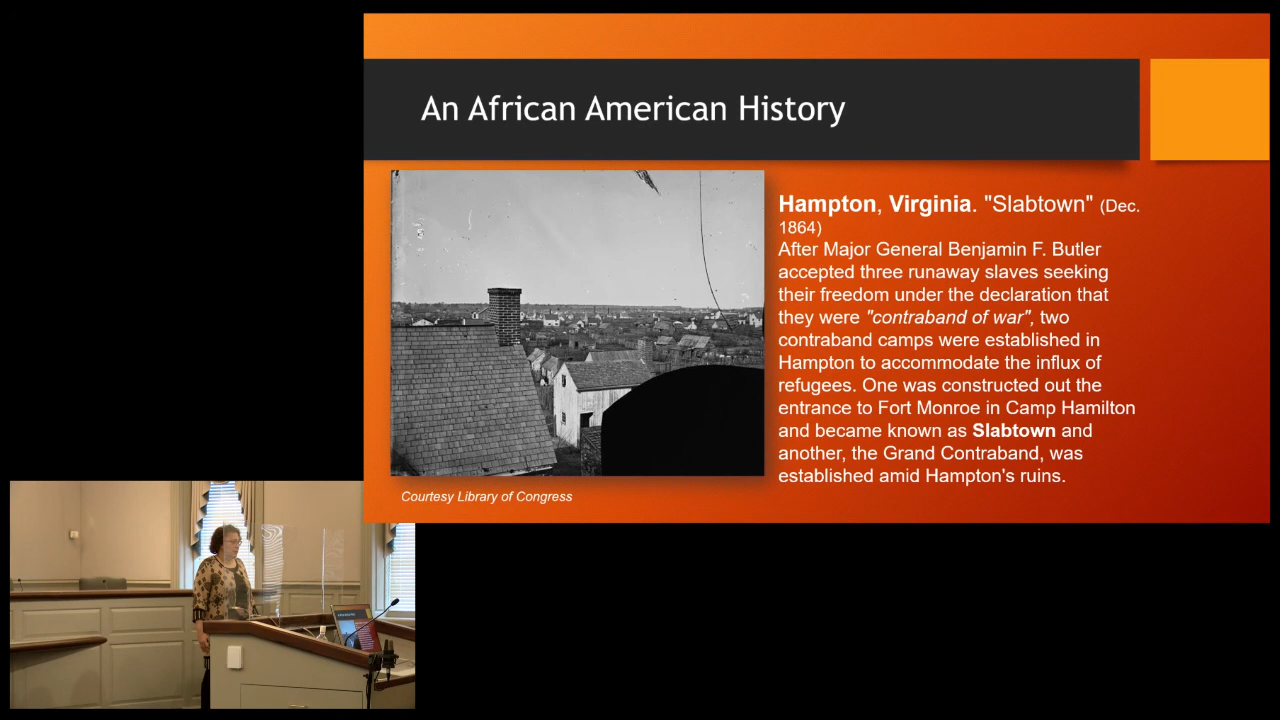 An African American History
Hampton, Virginia. "Slabtown" (Dec.
1864)
After Major General Benjamin F. Butler
accepted three runaway slaves seeking
their freedom under the declaration that
they were "contraband of war", two
contraband camps were established in
Hampton to accommodate the influx of
refugees. One was constructed out the
entrance to Fort Monroe in Camp Hamilton
and became known as Slabtown and
another, the Grand Contraband, was
established amid Hampton's ruins.
Courtesy Library of Congress